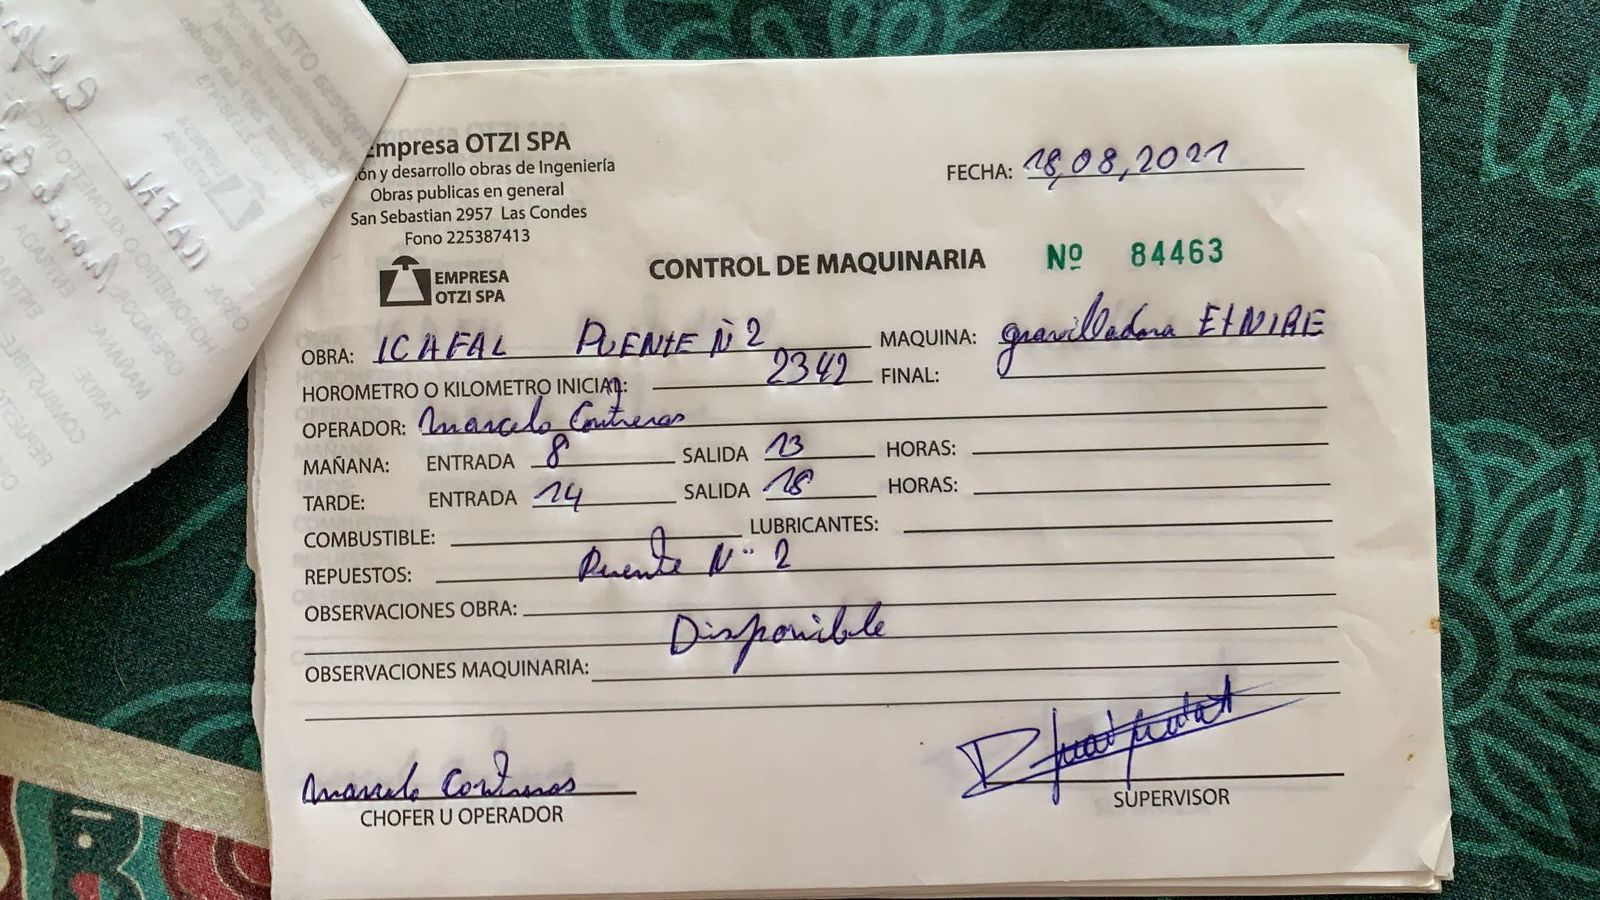 Empresa OTZI SPA
ón y desarrollo obras de Ingeniería
Obras publicas en general
San Sebastian 2957 Las Condes
Fono 225387413
EMPRESA
OTZI SPA
FECHA: 18,08,2021
CONTROL DE MAQUINARIA Nº 84463
OBRA: ICAFAL PUENTE Nº 2 MAQUINA: gravilladora ETNIRE
HOROMETRO O KILOMETRO INICIAL: 2342 FINAL:
OPERADOR: Marcelo Contreras
MAÑANA: ENTRADA 8 SALIDA 13 HORAS:
TARDE: ENTRADA 14 SALIDA 18 HORAS:
COMBUSTIBLE: LUBRICANTES:
REPUESTOS: Puente Nº 2
OBSERVACIONES OBRA:
Disponible
OBSERVACIONES MAQUINARIA:
Marcelo Contreras
CHOFER U OPERADOR
SUPERVISOR